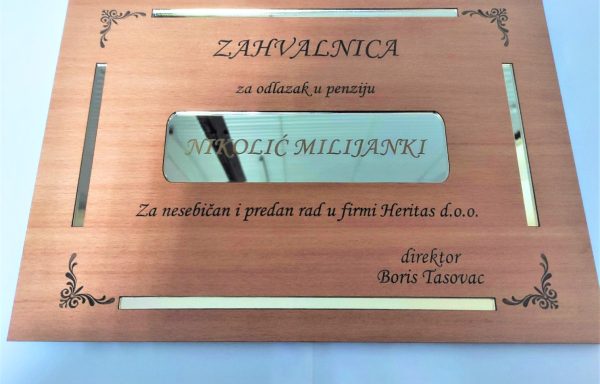 ZAHVALNICA
za odlazak u penziju
NIKOLIĆ MILIJANKI
Za nesebičan i predan rad u firmi Heritas d.o.o.
direktor
Boris Tasovac